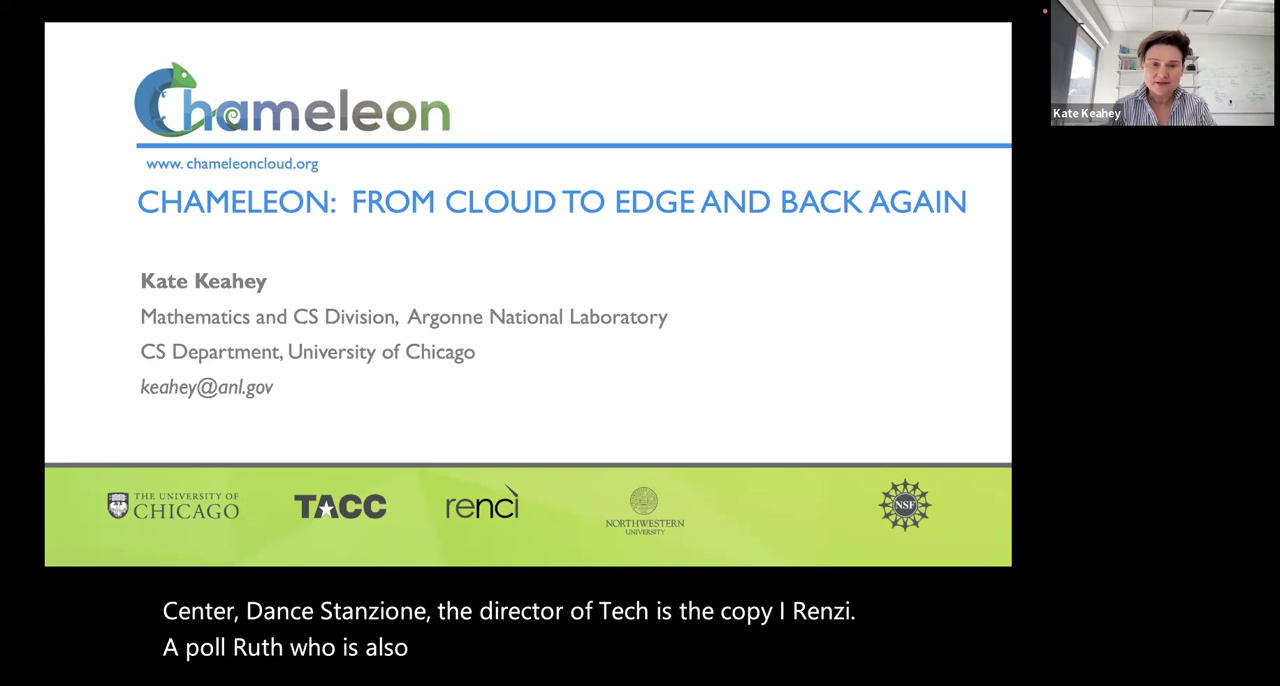 Chameleon
www. chameleoncloud.org
CHAMELEON: FROM CLOUD TO EDGE AND BACK AGAIN
Kate Keahey
Mathematics and CS Division, Argonne National Laboratory
CS Department, University of Chicago
keahey@anl.gov
THE UNIVERSITY OF
CHICAGO
TACC
renci
NORTHWESTERN
UNIVERSITY
NSF
Kate Keahey
Center, Dance Stanzione, the director of Tech is the copy I Renzi.
A poll Ruth who is also